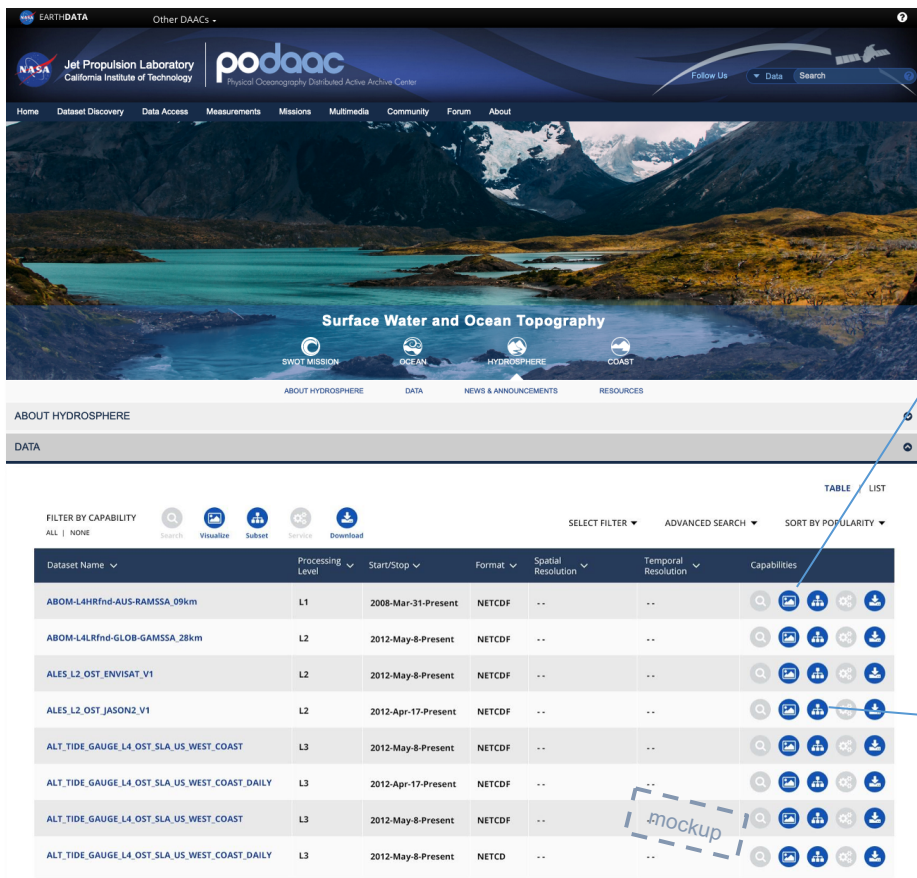 NASA EARTHDATA Other DAACs ?
NASA Jet Propulsion Laboratory
California Institute of Technology
podaac
Physical Oceanography Distributed Active Archive Center
Follow Us Data Search
Home Dataset Discovery Data Access Measurements Missions Multimedia Community Forum About
Surface Water and Ocean Topography
SWOT MISSION OCEAN HYDROSPHERE COAST
ABOUT HYDROSPHERE DATA NEWS & ANNOUNCEMENTS RESOURCES
ABOUT HYDROSPHERE
DATA
TABLE / LIST
FILTER BY CAPABILITY
ALL | NONE
Search Visualize Subset Service Download
SELECT FILTER ADVANCED SEARCH SORT BY POPULARITY
Dataset Name Processing Level Start/Stop Format Spatial Resolution Temporal Resolution Capabilities
ABOM-L4HRfnd-AUS-RAMSSA_09km L1 2008-Mar-31-Present NETCDF -- --
ABOM-L4LRfnd-GLOB-GAMSSA_28km L2 2012-May-8-Present NETCDF -- --
ALES_L2_OST_ENVISAT_V1 L2 2012-May-8-Present NETCDF -- --
ALES_L2_OST_JASON2_V1 L2 2012-Apr-17-Present NETCDF -- --
ALT_TIDE_GAUGE_L4_OST_SLA_US_WEST_COAST L3 2012-May-8-Present NETCDF -- --
ALT_TIDE_GAUGE_L4_OST_SLA_US_WEST_COAST_DAILY L3 2012-Apr-17-Present NETCDF -- --
ALT_TIDE_GAUGE_L4_OST_SLA_US_WEST_COAST L3 2012-May-8-Present NETCDF --
mockup
ALT_TIDE_GAUGE_L4_OST_SLA_US_WEST_COAST_DAILY L3 2012-May-8-Present NETCD -- --